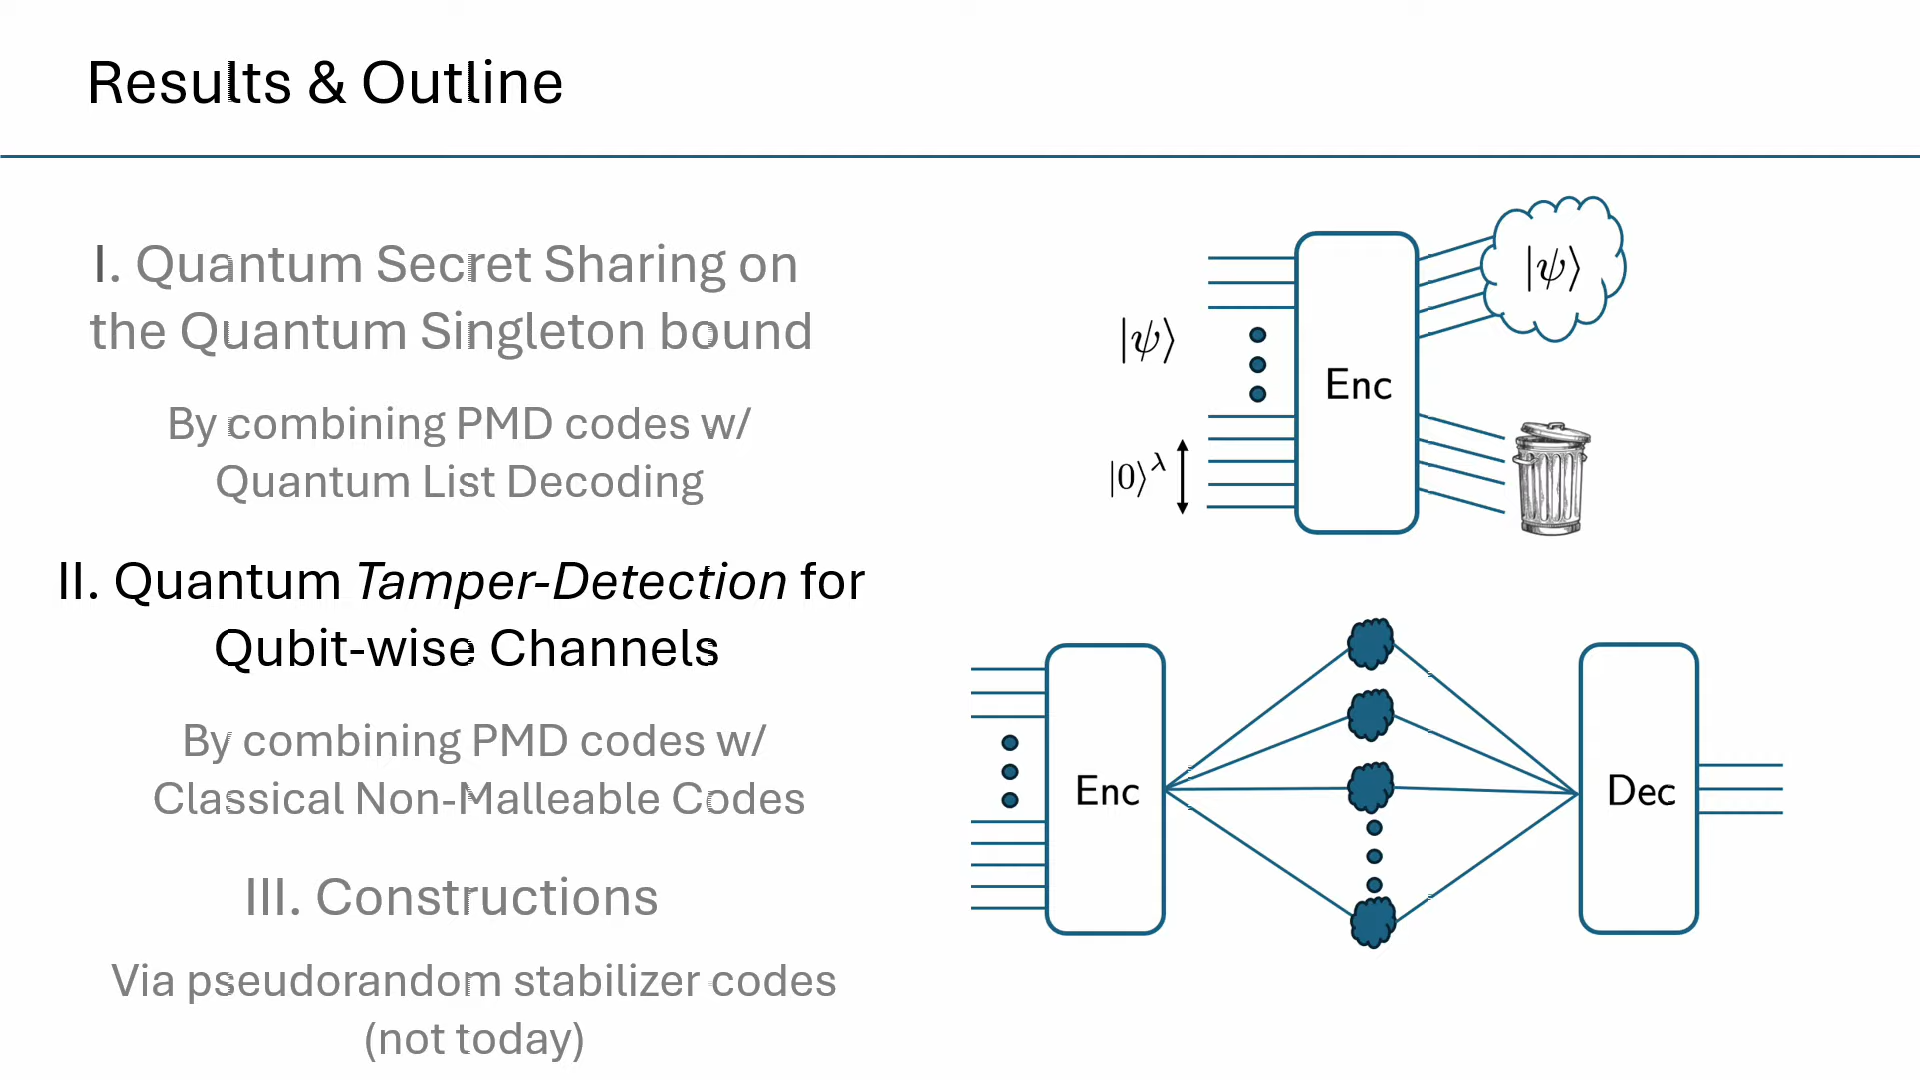 Results & Outline
I. Quantum Secret Sharing on
the Quantum Singleton bound
By combining PMD codes w/
Quantum List Decoding
II. Quantum Tamper-Detection for
Qubit-wise Channels
By combining PMD codes w/
Classical Non-Malleable Codes
III. Constructions
Via pseudorandom stabilizer codes
(not today)
|ψ⟩
|0⟩^λ
Enc
|ψ⟩
Enc
Dec